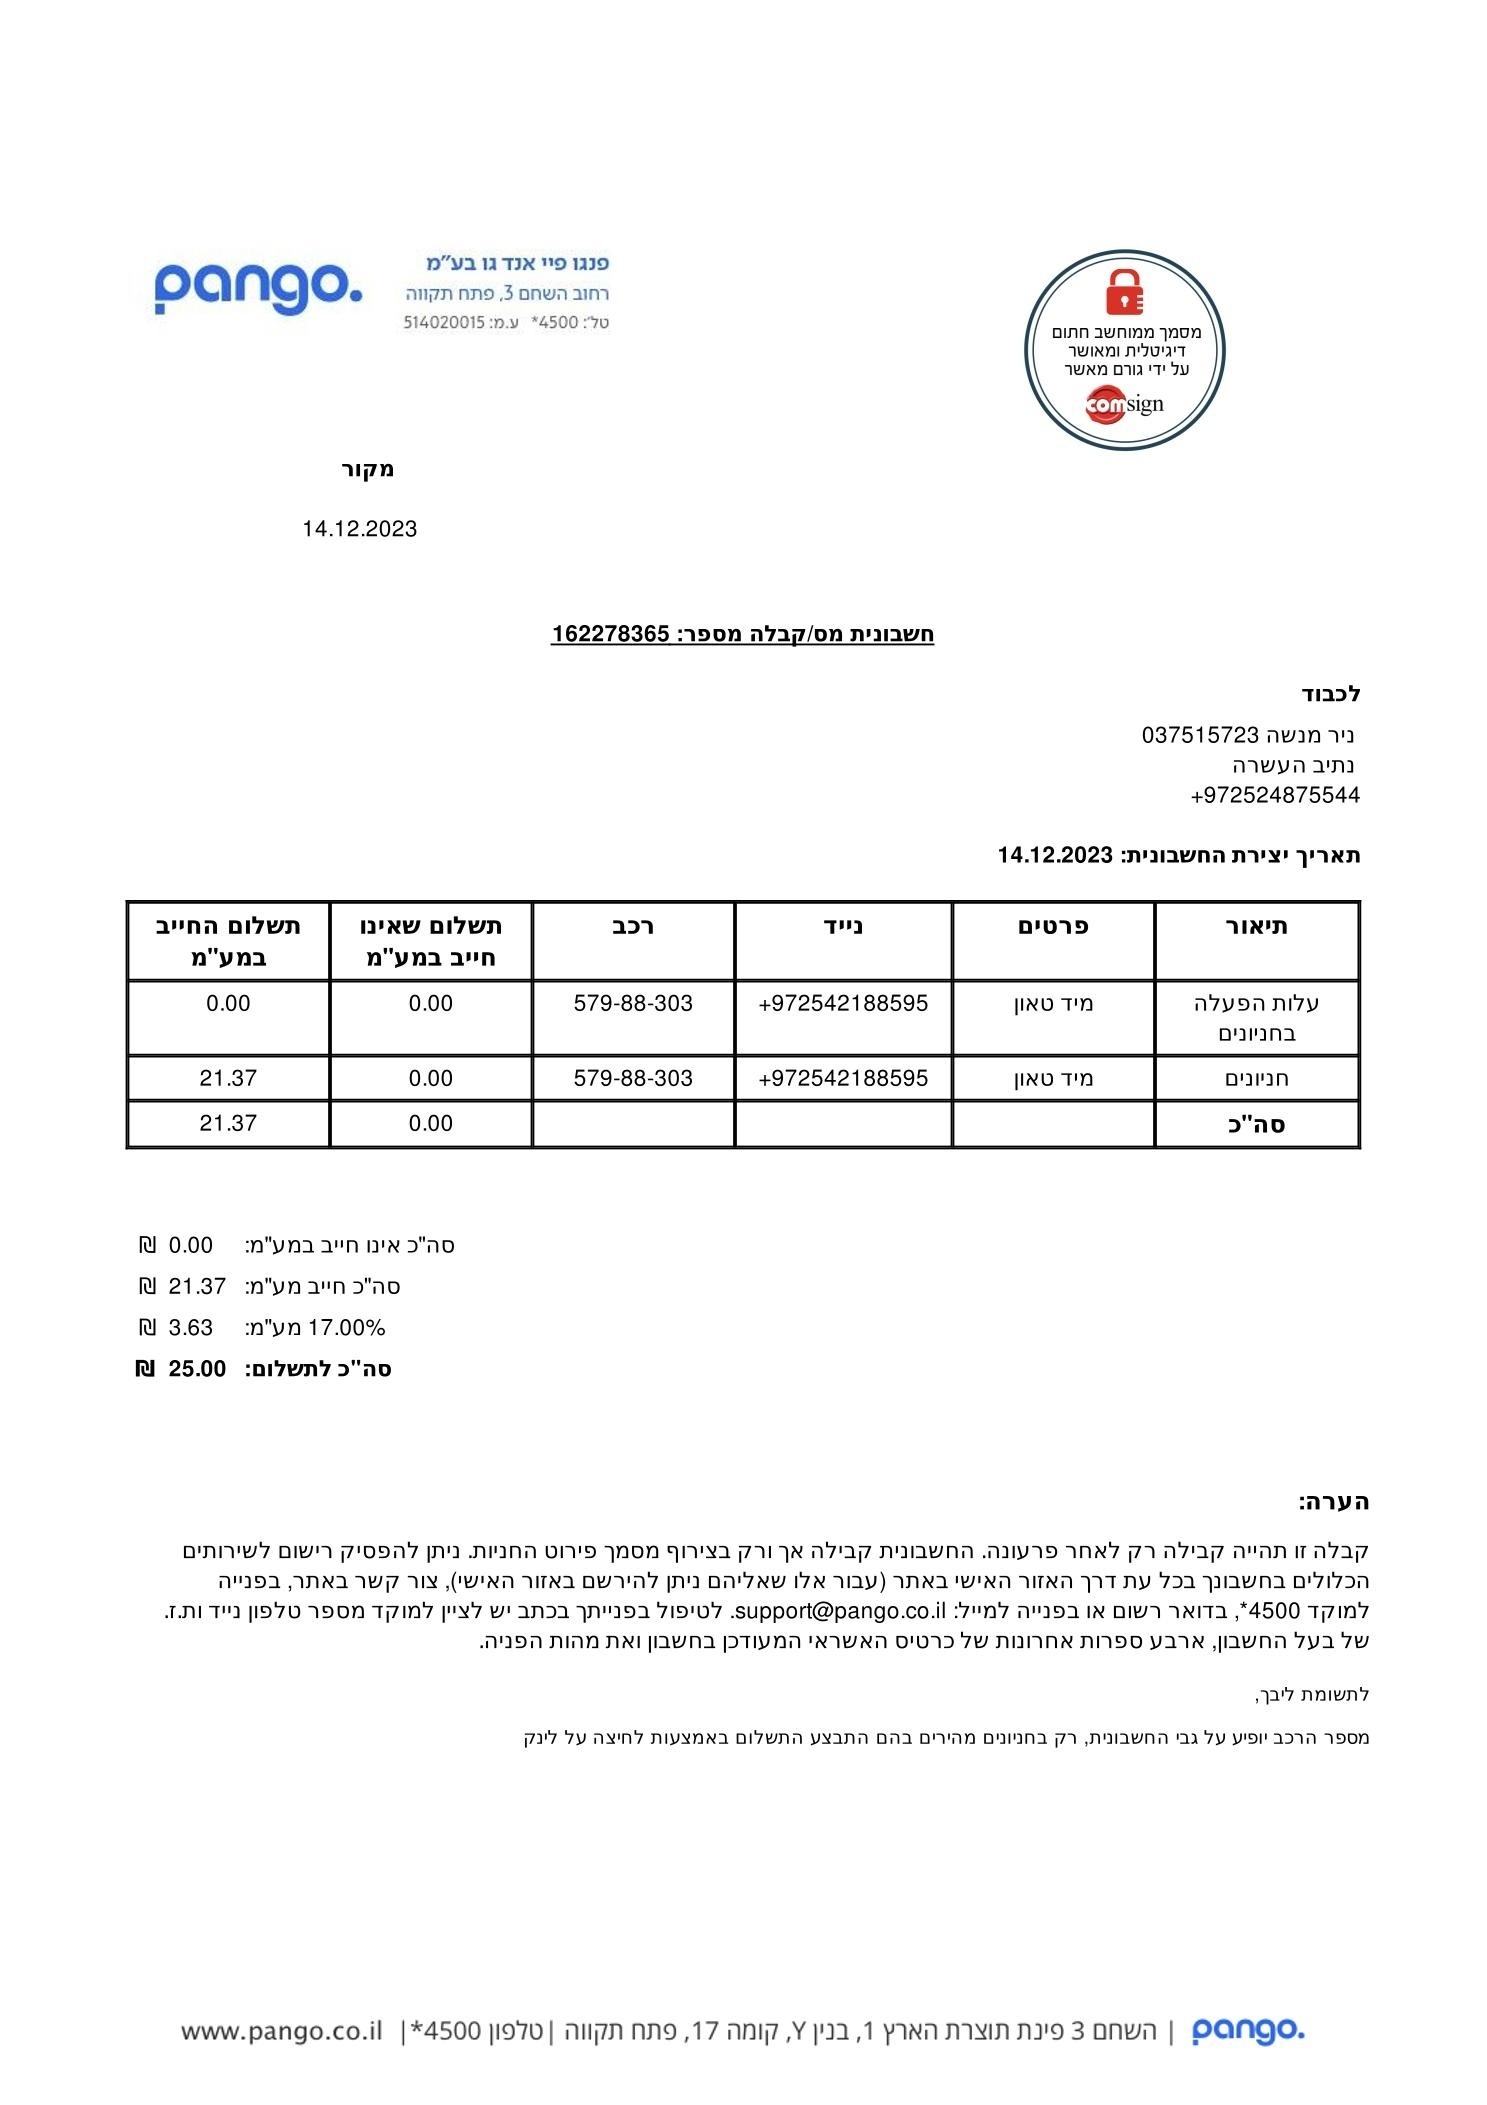 pango.
פנגו פיי אנד גו בע"מ
רחוב השחם 3, פתח תקווה
טל': 4500* ע.מ: 514020015
מסמך ממוחשב חתום
דיגיטלית ומאושר
על ידי גורם מאשר
comsign
מקור
14.12.2023
חשבונית מס/קבלה מספר: 162278365
לכבוד
ניר מנשה 037515723
נתיב העשרה
+972524875544
תאריך יצירת החשבונית: 14.12.2023
תיאור פרטים נייד רכב תשלום שאינו חייב במע"מ תשלום החייב במע"מ
עלות הפעלה בחניונים מיד טאון +972542188595 579-88-303 0.00 0.00
חניונים מיד טאון +972542188595 579-88-303 0.00 21.37
סה"כ 0.00 21.37
סה"כ אינו חייב במע"מ: 0.00 ₪
סה"כ חייב מע"מ: 21.37 ₪
17.00% מע"מ: 3.63 ₪
סה"כ לתשלום: 25.00 ₪
הערה:
קבלה זו תהייה קבילה רק לאחר פרעונה. החשבונית קבילה אך ורק בצירוף מסמך פירוט החניות. ניתן להפסיק רישום לשירותים
הכלולים בחשבונך בכל עת דרך האזור האישי באתר (עבור אלו שאליהם ניתן להירשם באזור האישי), צור קשר באתר, בפנייה
למוקד 4500*, בדואר רשום או בפנייה למייל: support@pango.co.il. לטיפול בפנייתך בכתב יש לציין למוקד מספר טלפון נייד ות.ז.
של בעל החשבון, ארבע ספרות אחרונות של כרטיס האשראי המעודכן בחשבון ואת מהות הפניה.
לתשומת ליבך,
מספר הרכב יופיע על גבי החשבונית, רק בחניונים מהירים בהם התבצע התשלום באמצעות לחיצה על לינק
pango. | השחם 3 פינת תוצרת הארץ 1, בנין Y, קומה 17, פתח תקווה |טלפון 4500*| www.pango.co.il